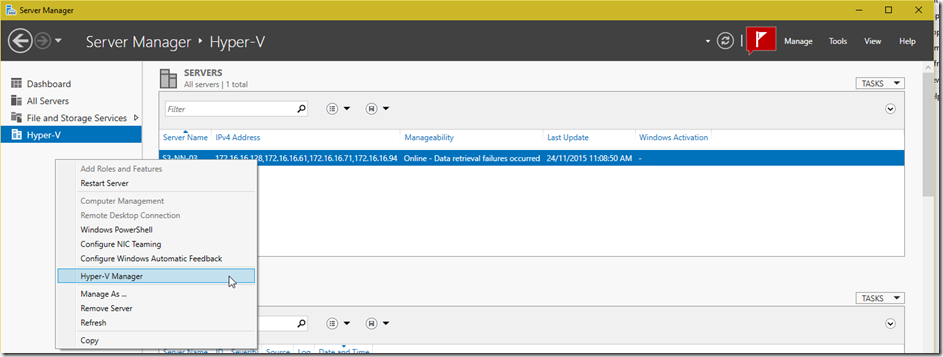 Server Manager
Server Manager ‣ Hyper-V
Manage Tools View Help
Dashboard
All Servers
File and Storage Services
Hyper-V
SERVERS
All servers | 1 total
TASKS
Filter
Server Name IPv4 Address Manageability Last Update Windows Activation
S3-NN-03 172.16.16.128,172.16.16.61,172.16.16.71,172.16.16.94 Online - Data retrieval failures occurred 24/11/2015 11:08:50 AM -
Add Roles and Features
Restart Server
Computer Management
Remote Desktop Connection
Windows PowerShell
Configure NIC Teaming
Configure Windows Automatic Feedback
Hyper-V Manager
Manage As ...
Remove Server
Refresh
Copy
TASKS
Server Name ID Severity Source Log Date and Time